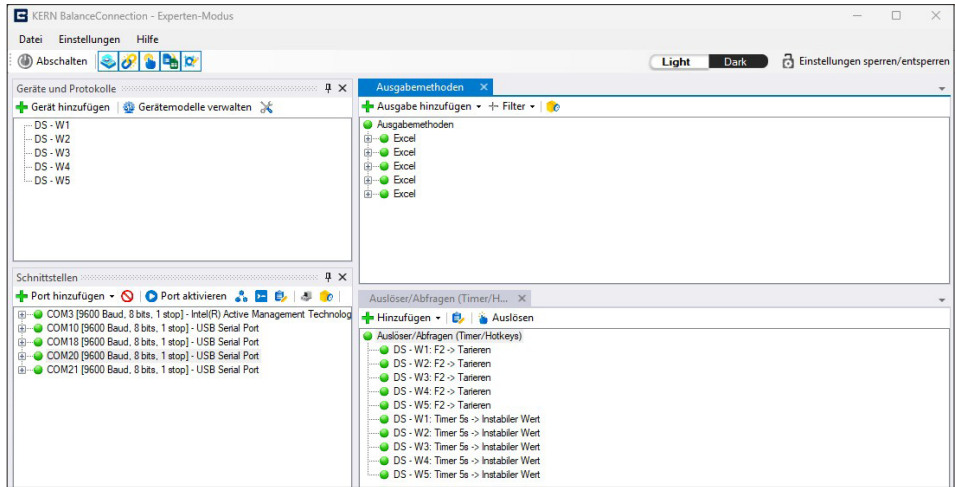 KERN BalanceConnection - Experten-Modus
Datei Einstellungen Hilfe
Abschalten
Light Dark Einstellungen sperren/entsperren
Geräte und Protokolle
Gerät hinzufügen Gerätemodelle verwalten
DS - W1
DS - W2
DS - W3
DS - W4
DS - W5
Ausgabemethoden
Ausgabe hinzufügen Filter
Ausgabemethoden
Excel
Excel
Excel
Excel
Excel
Schnittstellen
Port hinzufügen Port aktivieren
COM3 [9600 Baud, 8 bits, 1 stop] - Intel(R) Active Management Technolog
COM10 [9600 Baud, 8 bits, 1 stop] - USB Serial Port
COM18 [9600 Baud, 8 bits, 1 stop] - USB Serial Port
COM20 [9600 Baud, 8 bits, 1 stop] - USB Serial Port
COM21 [9600 Baud, 8 bits, 1 stop] - USB Serial Port
Auslöser/Abfragen (Timer/H...
Hinzufügen Auslösen
Auslöser/Abfragen (Timer/Hotkeys)
DS - W1: F2 -> Tarieren
DS - W2: F2 -> Tarieren
DS - W3: F2 -> Tarieren
DS - W4: F2 -> Tarieren
DS - W5: F2 -> Tarieren
DS - W1: Timer 5s -> Instabiler Wert
DS - W2: Timer 5s -> Instabiler Wert
DS - W3: Timer 5s -> Instabiler Wert
DS - W4: Timer 5s -> Instabiler Wert
DS - W5: Timer 5s -> Instabiler Wert